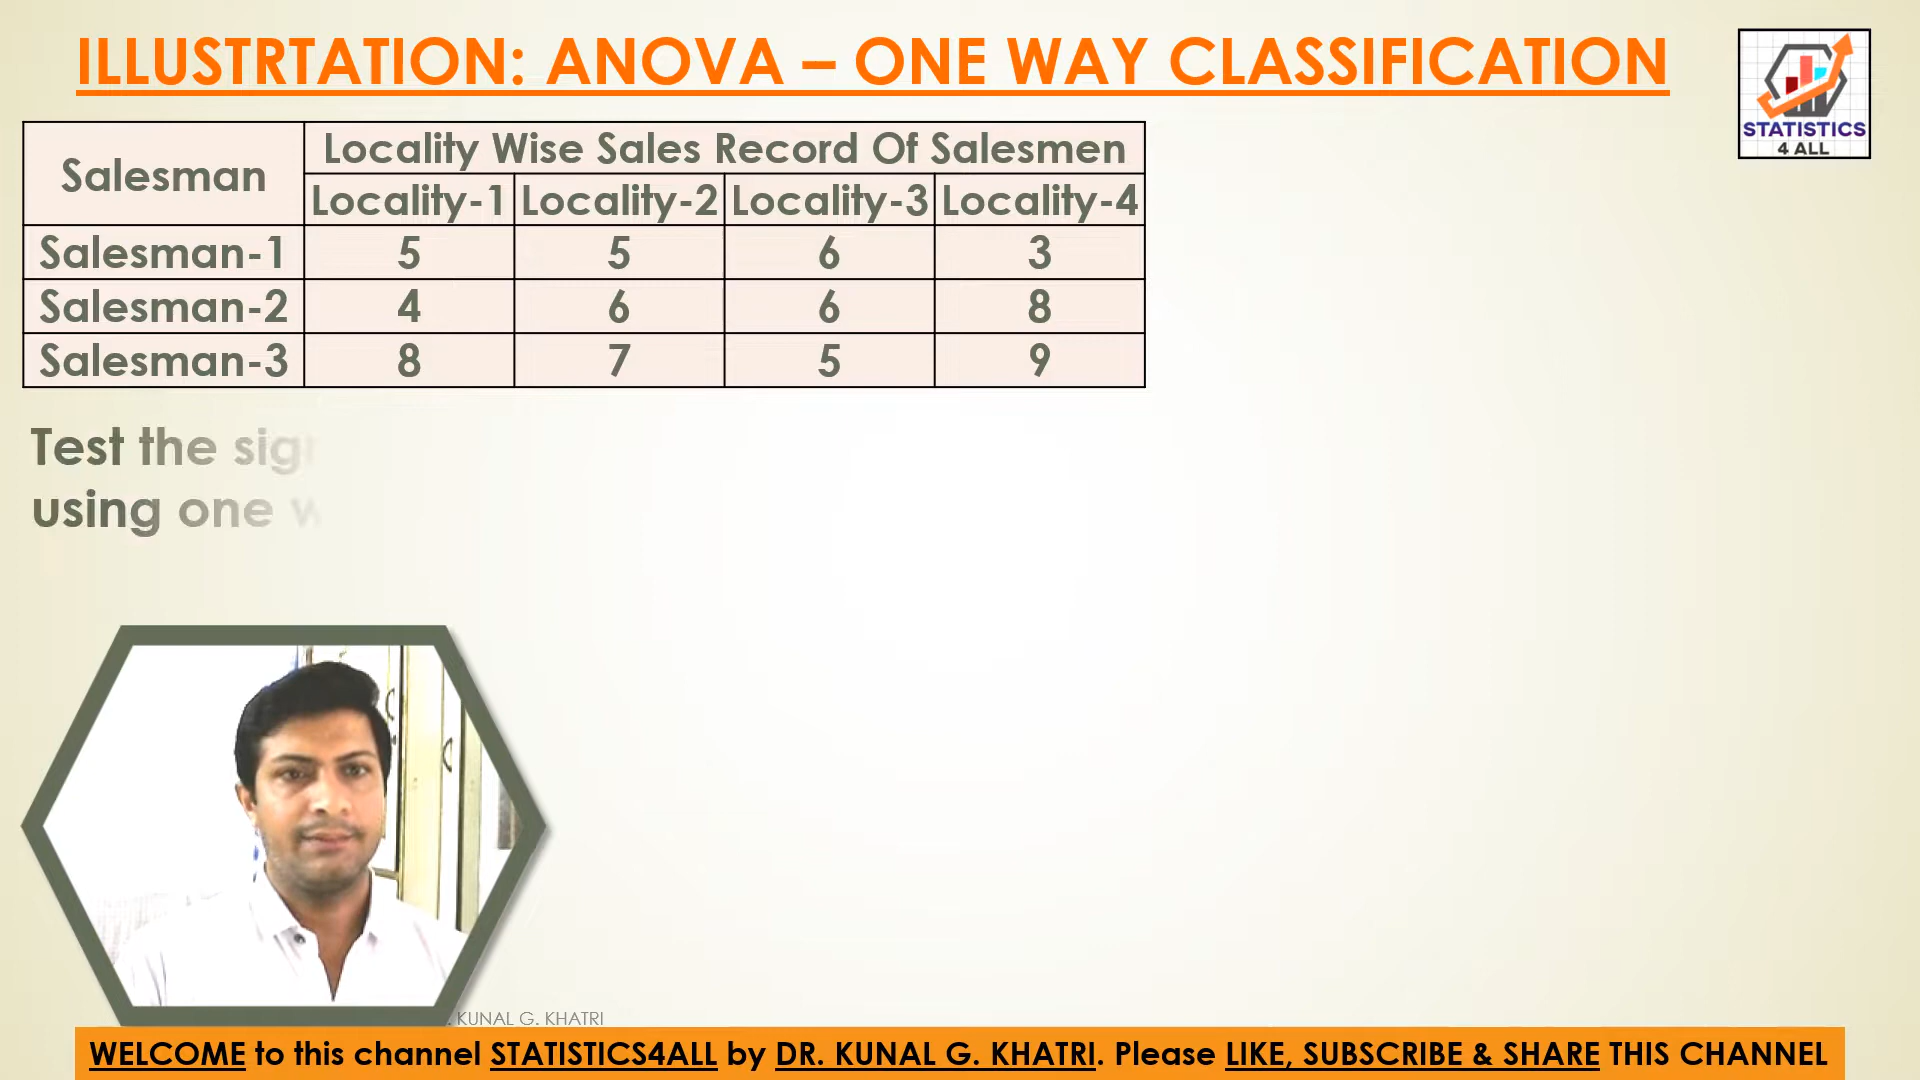 ILLUSTRTATION: ANOVA – ONE WAY CLASSIFICATION
STATISTICS
4 ALL
Salesman
Locality Wise Sales Record Of Salesmen
Locality-1 Locality-2 Locality-3 Locality-4
Salesman-1 5 5 6 3
Salesman-2 4 6 6 8
Salesman-3 8 7 5 9
Test the
using one
KUNAL G. KHATRI
WELCOME to this channel STATISTICS4ALL by DR. KUNAL G. KHATRI. Please LIKE, SUBSCRIBE & SHARE THIS CHANNEL